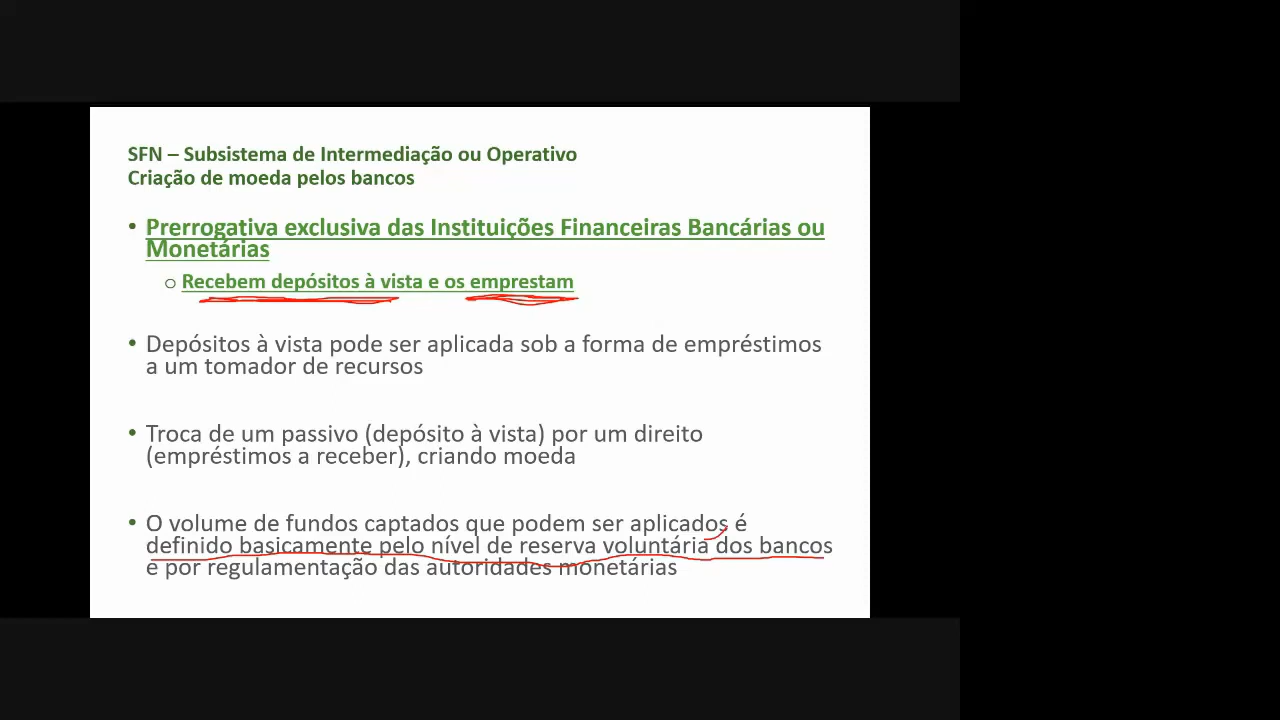 SFN – Subsistema de Intermediação ou Operativo
Criação de moeda pelos bancos
• Prerrogativa exclusiva das Instituições Financeiras Bancárias ou
Monetárias
o Recebem depósitos à vista e os emprestam
• Depósitos à vista pode ser aplicada sob a forma de empréstimos
a um tomador de recursos
• Troca de um passivo (depósito à vista) por um direito
(empréstimos a receber), criando moeda
• O volume de fundos captados que podem ser aplicados é
definido basicamente pelo nível de reserva voluntária dos bancos
e por regulamentação das autoridades monetárias